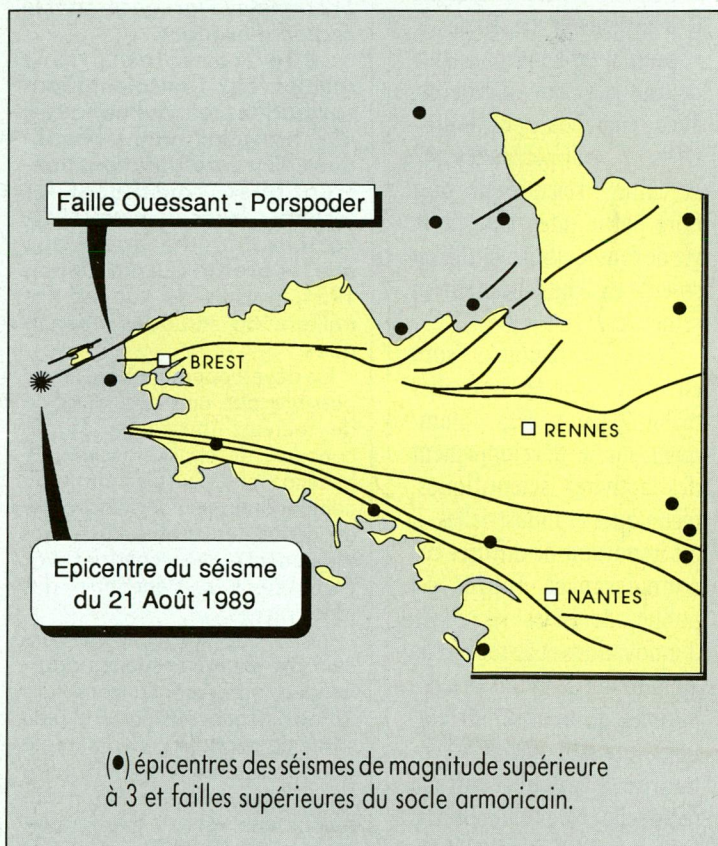 Faille Ouessant - Porspoder
BREST
RENNES
Epicentre du séisme
du 21 Août 1989
NANTES
(●) épicentres des séismes de magnitude supérieure
à 3 et failles supérieures du socle armoricain.